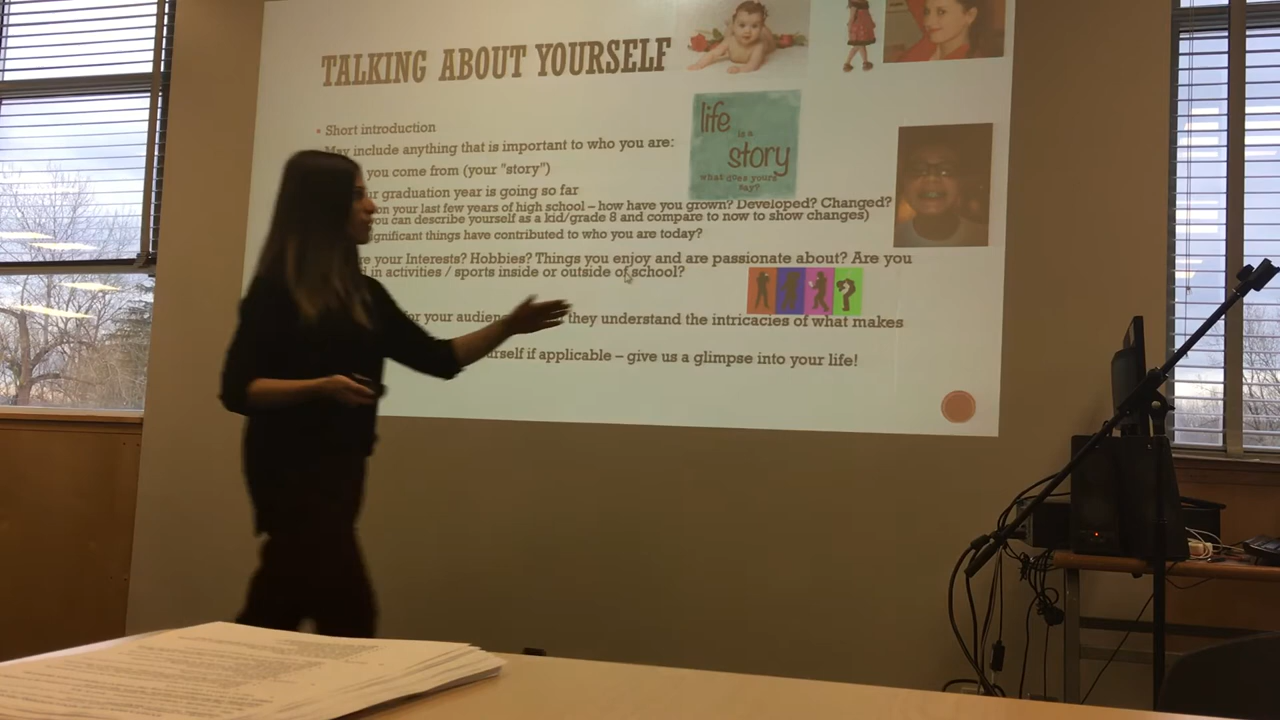 TALKING ABOUT YOURSELF
Short introduction
May include anything that is important to who you are:
you come from (your "story")
graduation year is going so far
on your last few years of high school – how have you grown? Developed? Changed?
you can describe yourself as a kid/grade 8 and compare to now to show changes)
significant things have contributed to who you are today?
your Interests? Hobbies? Things you enjoy and are passionate about? Are you
in activities / sports inside or outside of school?
for your they understand the intricacies of what makes
if applicable – give us a glimpse into your life!
life
is a
story
what does yours
say?